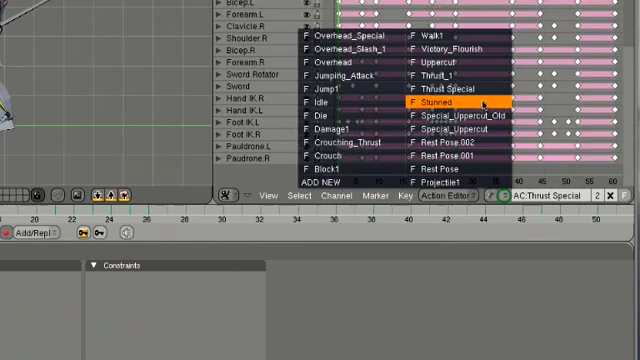 Bicep.L
Forearm.L
Clavicle.R
Shoulder.R
Bicep.R
Forearm.R
Sword Rotator
Sword
Hand IK.R
Hand IK.L
Foot IK.L
Foot IK.R
Pauldrone.L
Pauldrone.R
F Overhead_Special
F Overhead_Slash_1
F Overhead
F Jumping_Attack
F Jump1
F Idle
F Die
F Damage1
F Crouching_Thrust
F Crouch
F Block1
ADD NEW
F Walk1
F Victory_Flourish
F Uppercut
F Thrust_1
F Thrust Special
F Stunned
F Special_Uppercut_Old
F Special_Uppercut
F Rest Pose.002
F Rest Pose.001
F Rest Pose
F Projectile1
40 45 50 55 60
View Select Channel Marker Key Action Editor AC:Thrust Special 2 X F
18 20 22 24 26 28 30 32 34 36 38 40 42 44 46 48 50
Add/Repl
Constraints